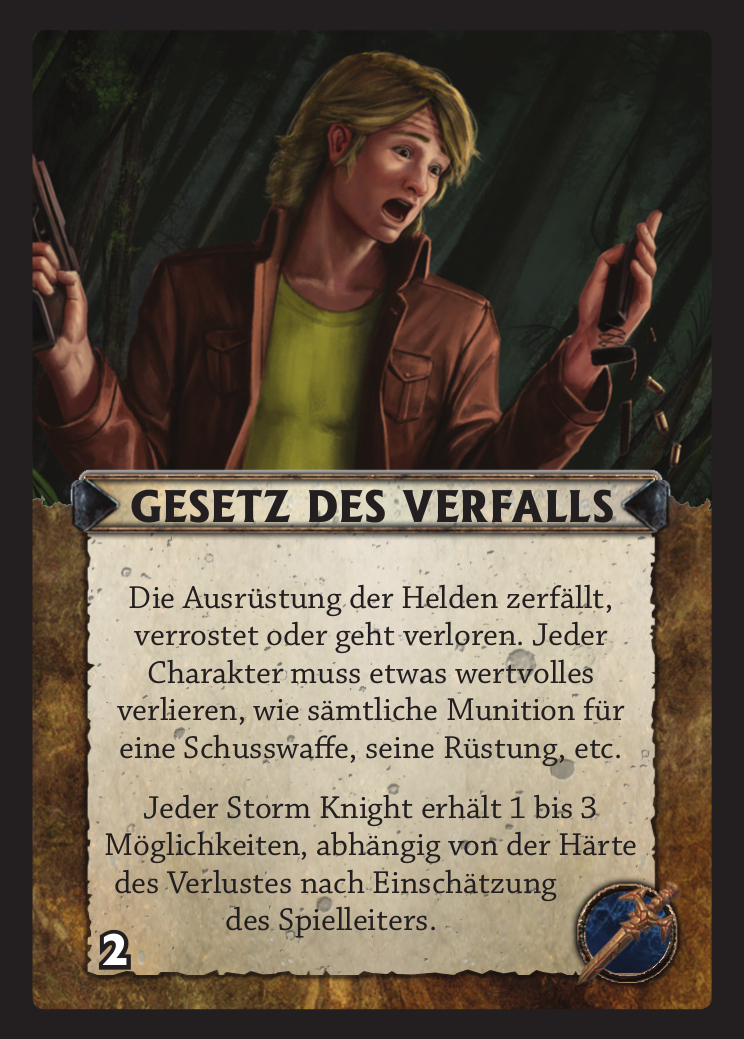 GESETZ DES VERFALLS
Die Ausrüstung der Helden zerfällt,
verrostet oder geht verloren. Jeder
Charakter muss etwas wertvolles
verlieren, wie sämtliche Munition für
eine Schusswaffe, seine Rüstung, etc.
Jeder Storm Knight erhält 1 bis 3
Möglichkeiten, abhängig von der Härte
des Verlustes nach Einschätzung
des Spielleiters.
2